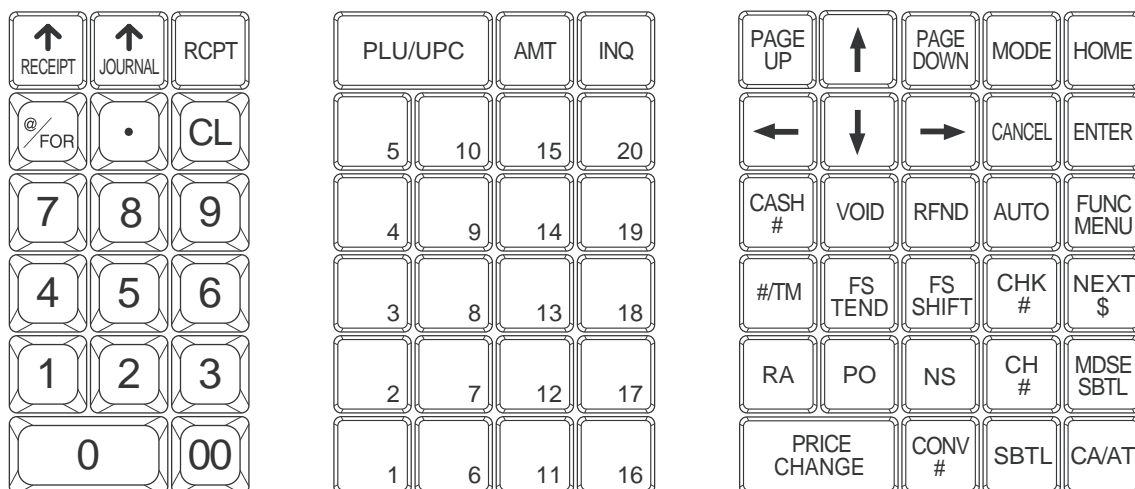 RECEIPT JOURNAL RCPT PLU/UPC AMT INQ PAGE UP PAGE DOWN MODE HOME
@/FOR • CL 5 10 15 20 CANCEL ENTER
7 8 9 4 9 14 19 CASH # VOID RFND AUTO FUNC MENU
4 5 6 3 8 13 18 #/TM FS TEND FS SHIFT CHK # NEXT $
1 2 3 2 7 12 17 RA PO NS CH # MDSE SBTL
0 00 1 6 11 16 PRICE CHANGE CONV # SBTL CA/AT